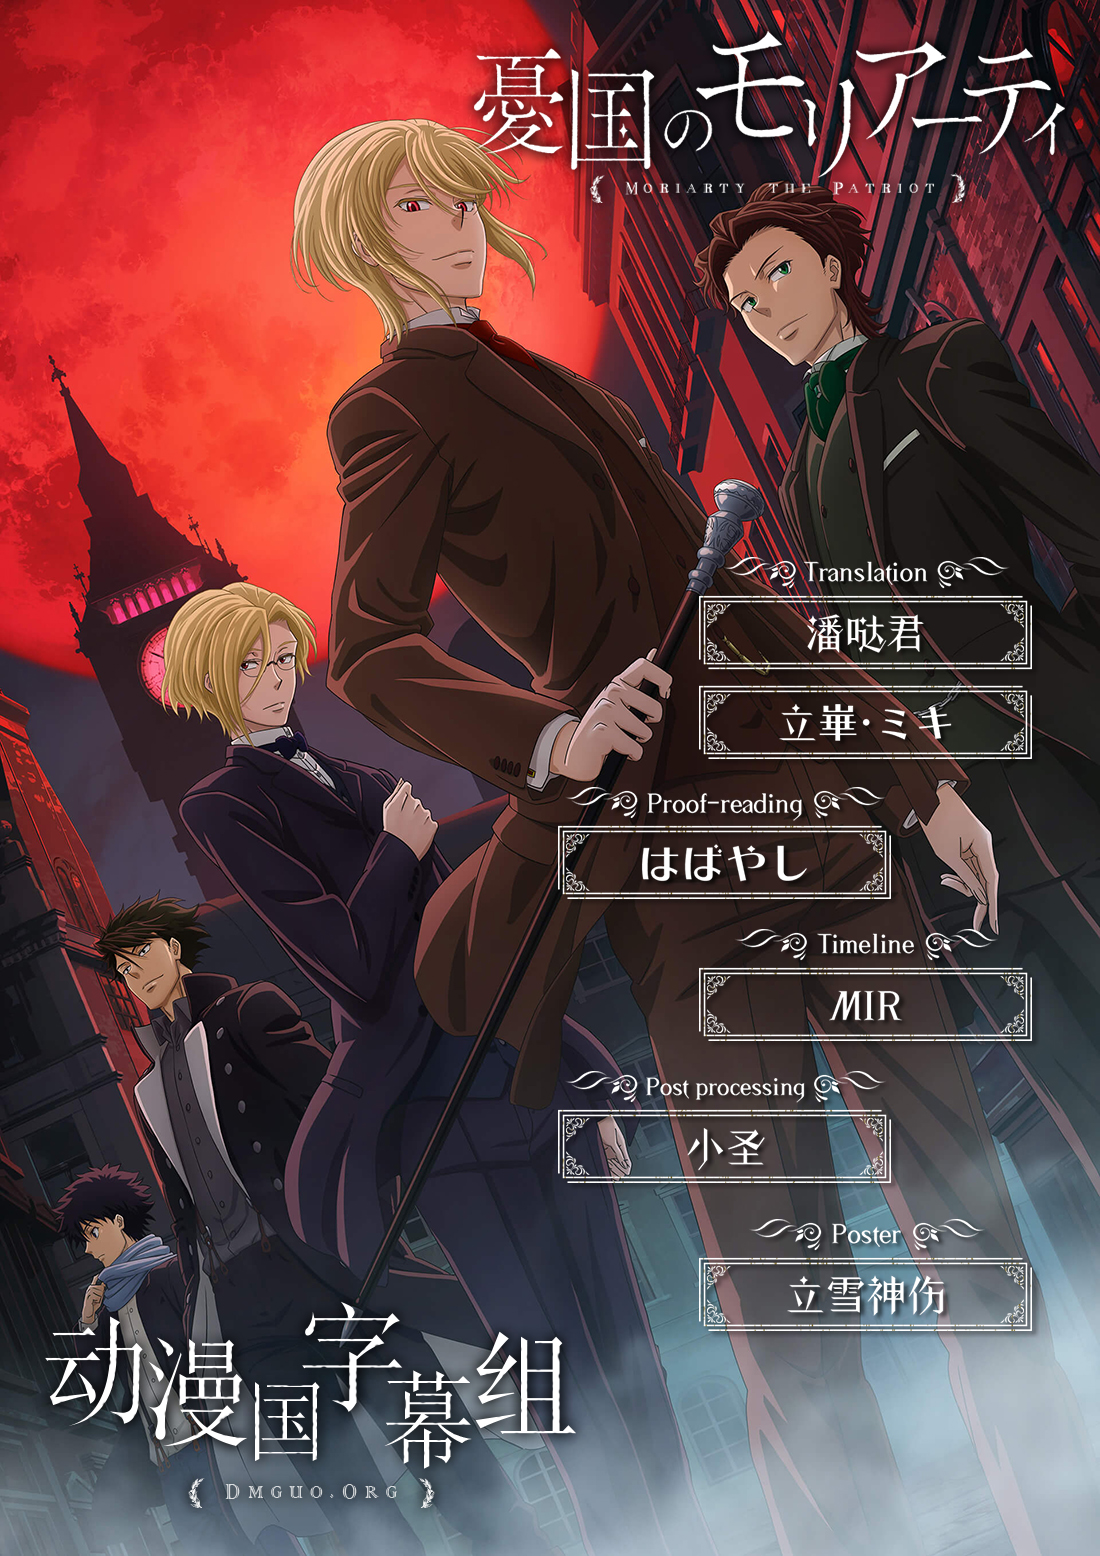 憂国のモリアーティ
Moriarty the Patriot
Translation
潘哒君
立崋·ミキ
Proof-reading
はばやし
Timeline
MIR
Post processing
小圣
Poster
立雪神伤
动漫国字幕组
Dmguo.Org